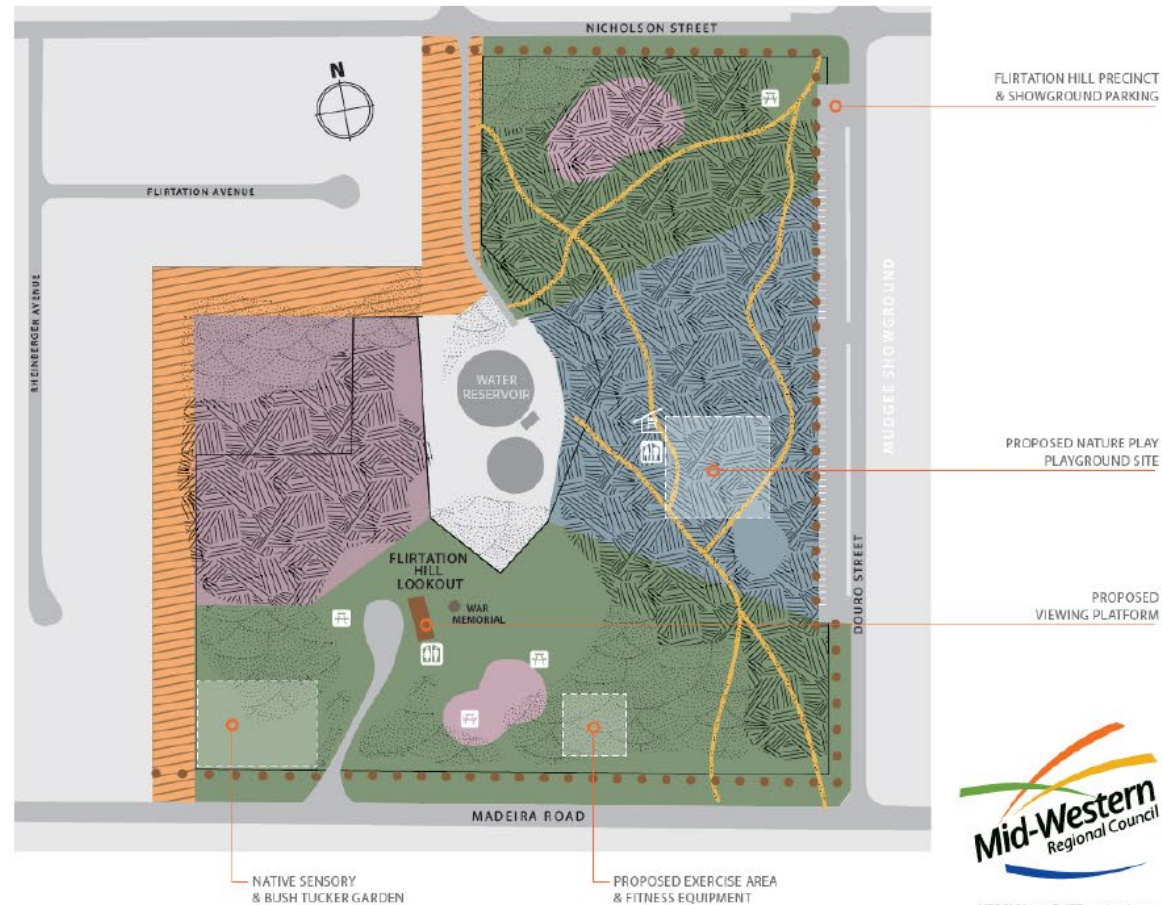 NICHOLSON STREET
FLIRTATION HILL PRECINCT
& SHOWGROUND PARKING
N
FLIRTATION AVENUE
RHEINBERGER AVENUE
WATER
RESERVOIR
MUDGEE SHOWGROUND
PROPOSED NATURE PLAY
PLAYGROUND SITE
FLIRTATION
HILL
LOOKOUT
WAR
MEMORIAL
DOURO STREET
PROPOSED
VIEWING PLATFORM
MADEIRA ROAD
Mid-Western
Regional Council
NATIVE SENSORY
& BUSH TUCKER GARDEN
PROPOSED EXERCISE AREA
& FITNESS EQUIPMENT